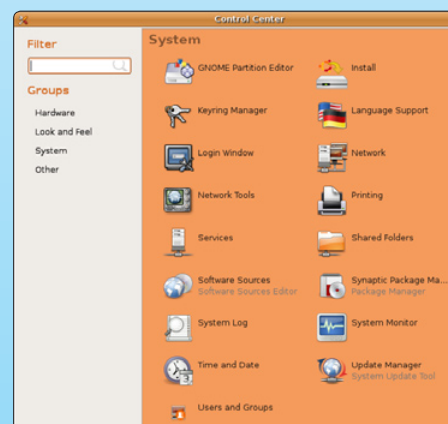 Control Center
Filter
Groups
Hardware
Look and Feel
System
Other
System
GNOME Partition Editor
Install
Keyring Manager
Language Support
Login Window
Network
Network Tools
Printing
Services
Shared Folders
Software Sources
Software Sources Editor
Synaptic Package Ma...
Package Manager
System Log
System Monitor
Time and Date
Update Manager
System Update Tool
Users and Groups